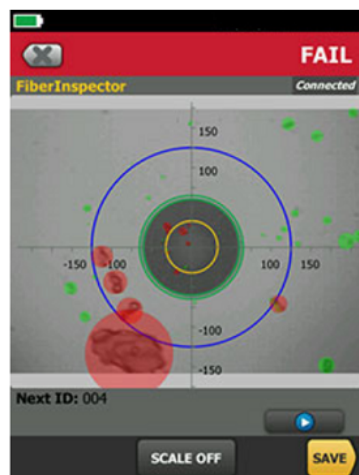 FAIL
FiberInspector Connected
150
100
-150 -100 100 150
-100
-150
Next ID: 004
SCALE OFF SAVE